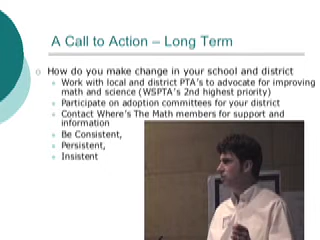 A Call to Action – Long Term
How do you make change in your school and district
Work with local and district PTA's to advocate for improving
math and science (WSPTA's 2nd highest priority)
Participate on adoption committees for your district
Contact Where's The Math members for support and
information
Be Consistent,
Persistent,
Insistent